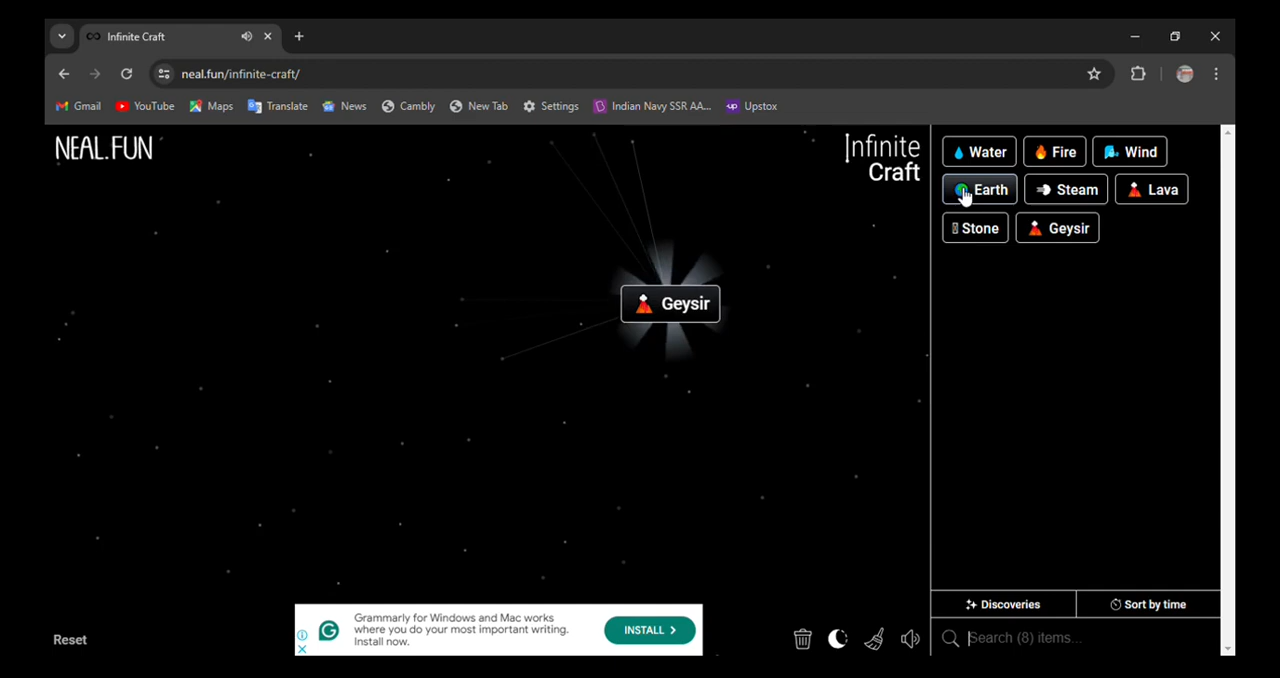 Infinite Craft
neal.fun/infinite-craft/
Gmail YouTube Maps Translate News Cambly New Tab Settings Indian Navy SSR AA... Upstox
NEAL.FUN
Infinite
Craft
Water Fire Wind
Earth Steam Lava
Stone Geysir
Geysir
Discoveries Sort by time
Search (8) items...
Grammarly for Windows and Mac works
where you do your most important writing.
Install now.
INSTALL >
Reset